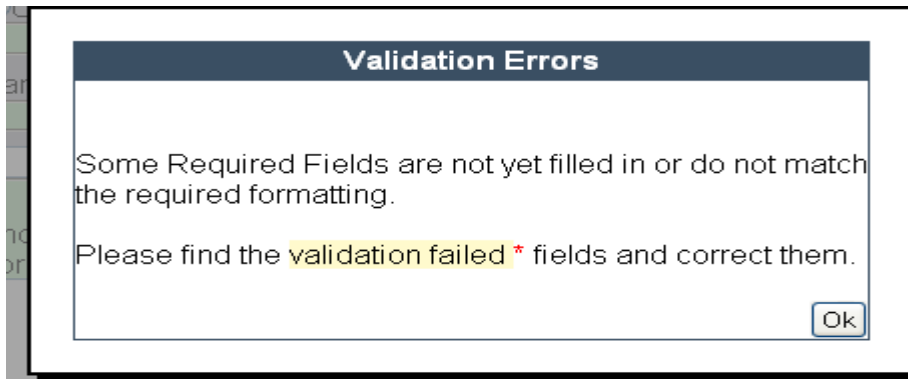 Validation Errors
Some Required Fields are not yet filled in or do not match
the required formatting.
Please find the validation failed * fields and correct them.
Ok